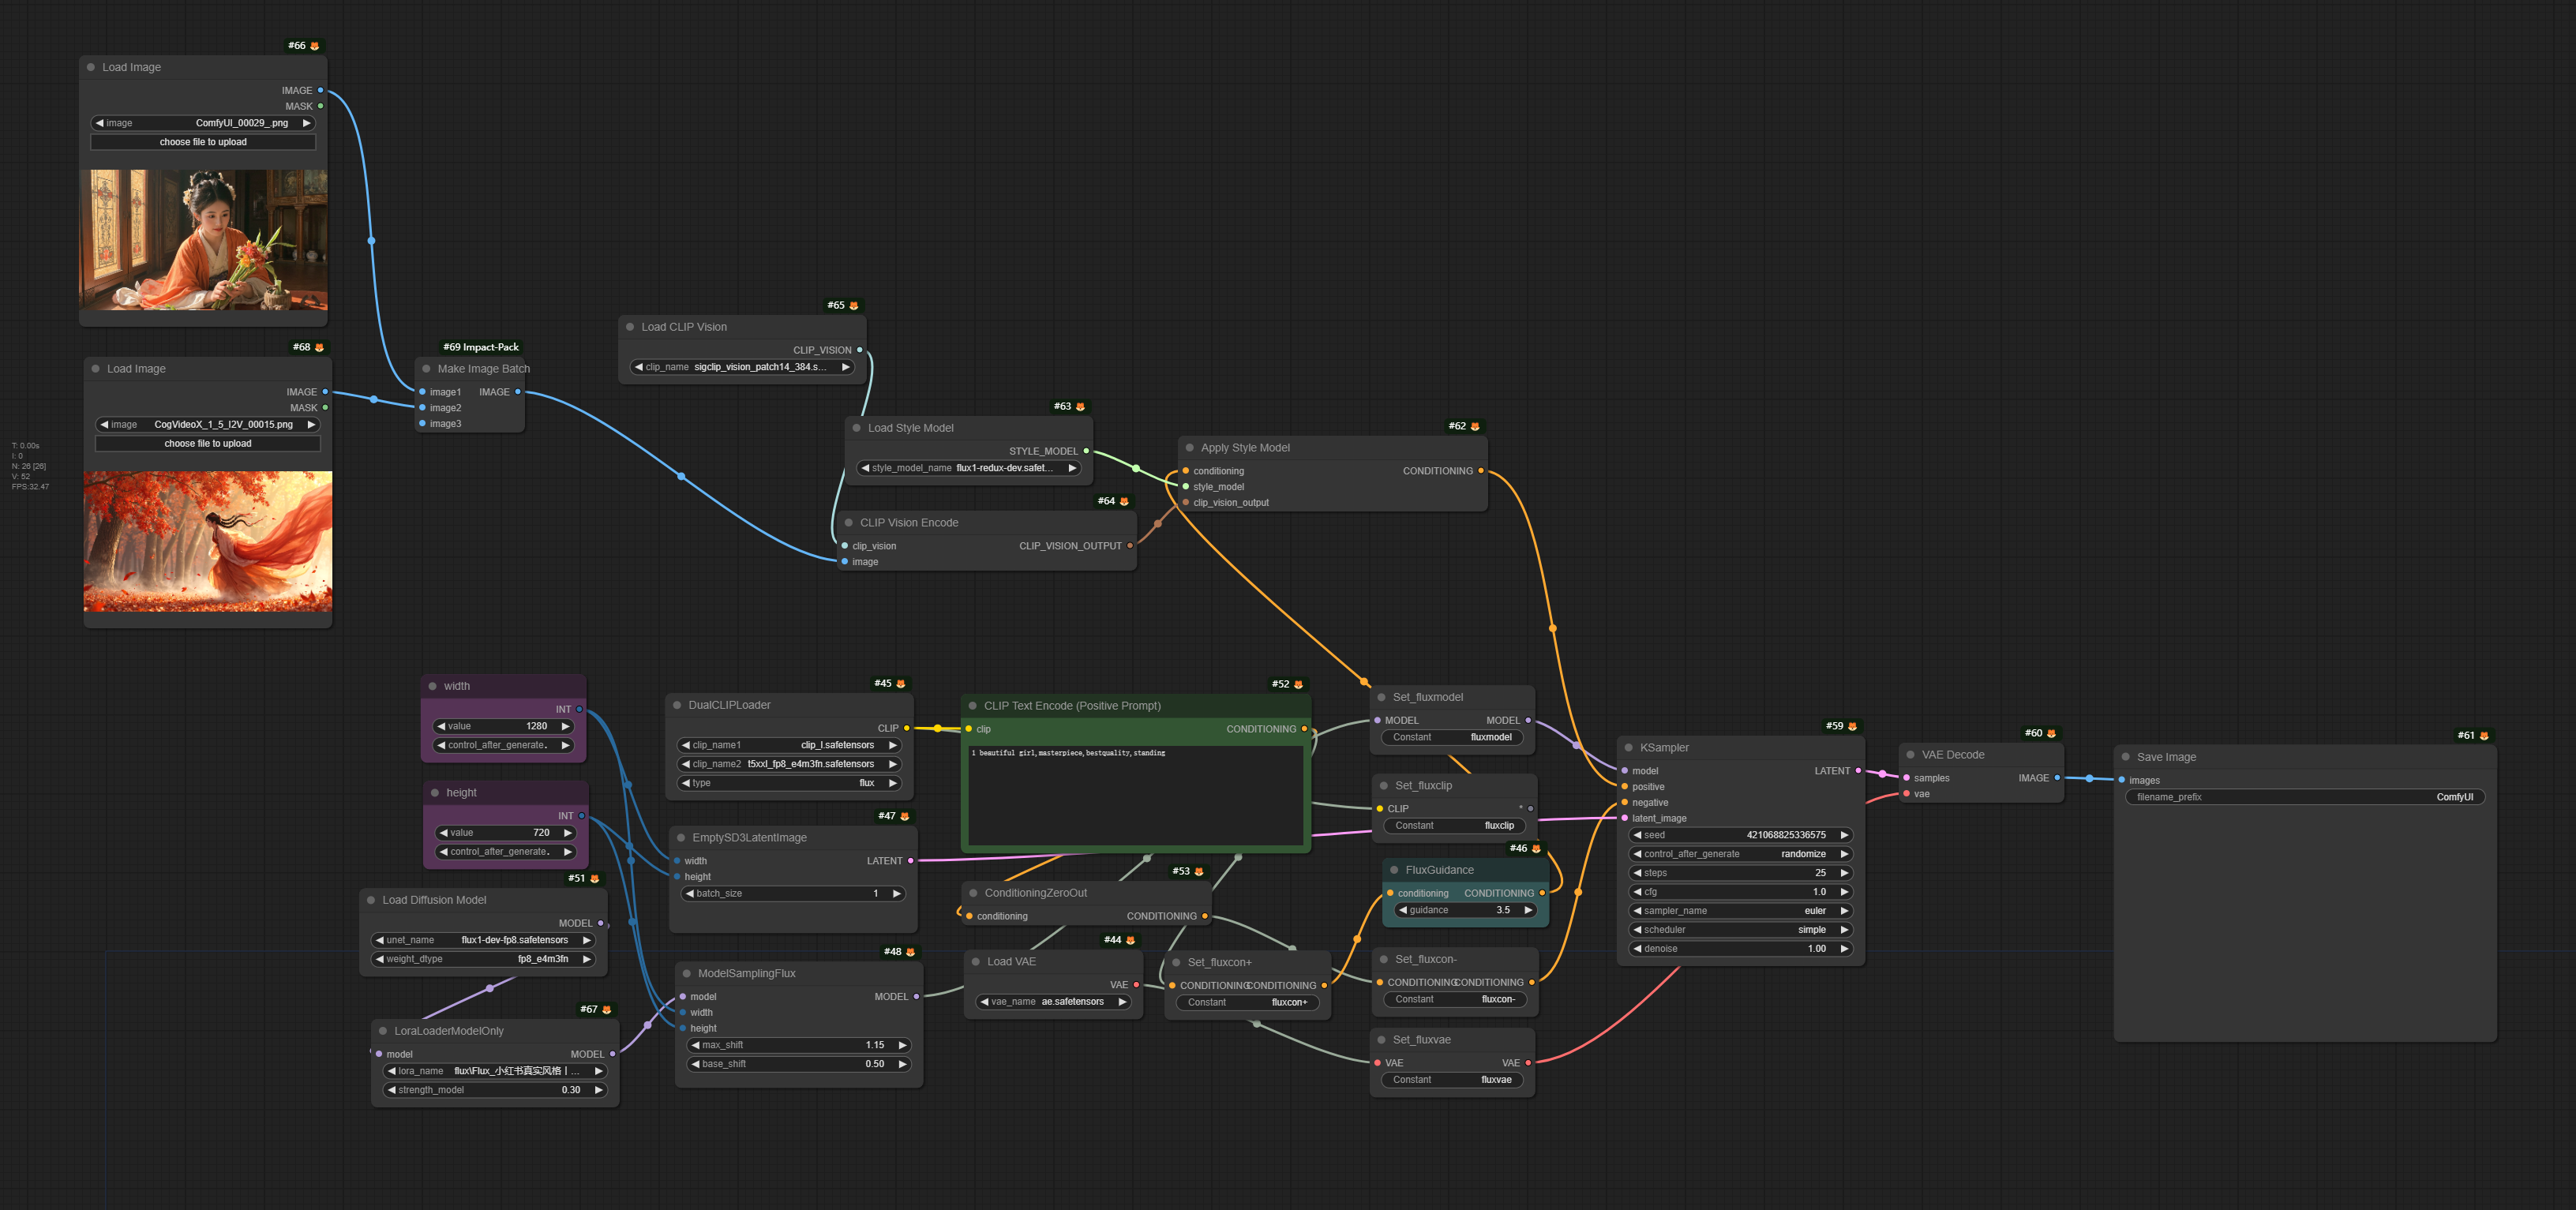 #66
Load Image
IMAGE
MASK
image ComfyUI_00029_.png
choose file to upload
#68
Load Image
IMAGE
MASK
image CogVideoX_1_5_I2V_00015.png
choose file to upload
T: 0.00s
I: 0
N: 26 [26]
V: 52
FPS:32.47
#69 Impact-Pack
Make Image Batch
image1 IMAGE
image2
image3
#65
Load CLIP Vision
CLIP_VISION
clip_name sigclip_vision_patch14_384.s...
#63
Load Style Model
STYLE_MODEL
style_model_name flux1-redux-dev.safet...
#64
CLIP Vision Encode
clip_vision CLIP_VISION_OUTPUT
image
#62
Apply Style Model
conditioning CONDITIONING
style_model
clip_vision_output
width
INT
value 1280
control_after_generate.
height
INT
value 720
control_after_generate.
#51
Load Diffusion Model
MODEL
unet_name flux1-dev-fp8.safetensors
weight_dtype fp8_e4m3fn
#67
LoraLoaderModelOnly
model MODEL
lora_name flux\Flux_小红书真实风格丨...
strength_model 0.30
#45
DualCLIPLoader
CLIP
clip_name1 clip_l.safetensors
clip_name2 t5xxl_fp8_e4m3fn.safetensors
type flux
#47
EmptySD3LatentImage
width LATENT
height
batch_size 1
#48
ModelSamplingFlux
model MODEL
width
height
max_shift 1.15
base_shift 0.50
#52
CLIP Text Encode (Positive Prompt)
clip CONDITIONING
1 beautiful girl,masterpiece,bestquality,standing
#53
ConditioningZeroOut
conditioning CONDITIONING
#44
Load VAE
VAE
vae_name ae.safetensors
Set_fluxcon+
CONDITIONING CONDITIONING
Constant fluxcon+
Set_fluxmodel
MODEL MODEL
Constant fluxmodel
Set_fluxclip
CLIP *
Constant fluxclip
#46
FluxGuidance
conditioning CONDITIONING
guidance 3.5
Set_fluxcon-
CONDITIONING CONDITIONING
Constant fluxcon-
Set_fluxvae
VAE VAE
Constant fluxvae
#59
KSampler
model LATENT
positive
negative
latent_image
seed 421068825336575
control_after_generate randomize
steps 25
cfg 1.0
sampler_name euler
scheduler simple
denoise 1.00
#60
VAE Decode
samples IMAGE
vae
#61
Save Image
images
filename_prefix ComfyUI